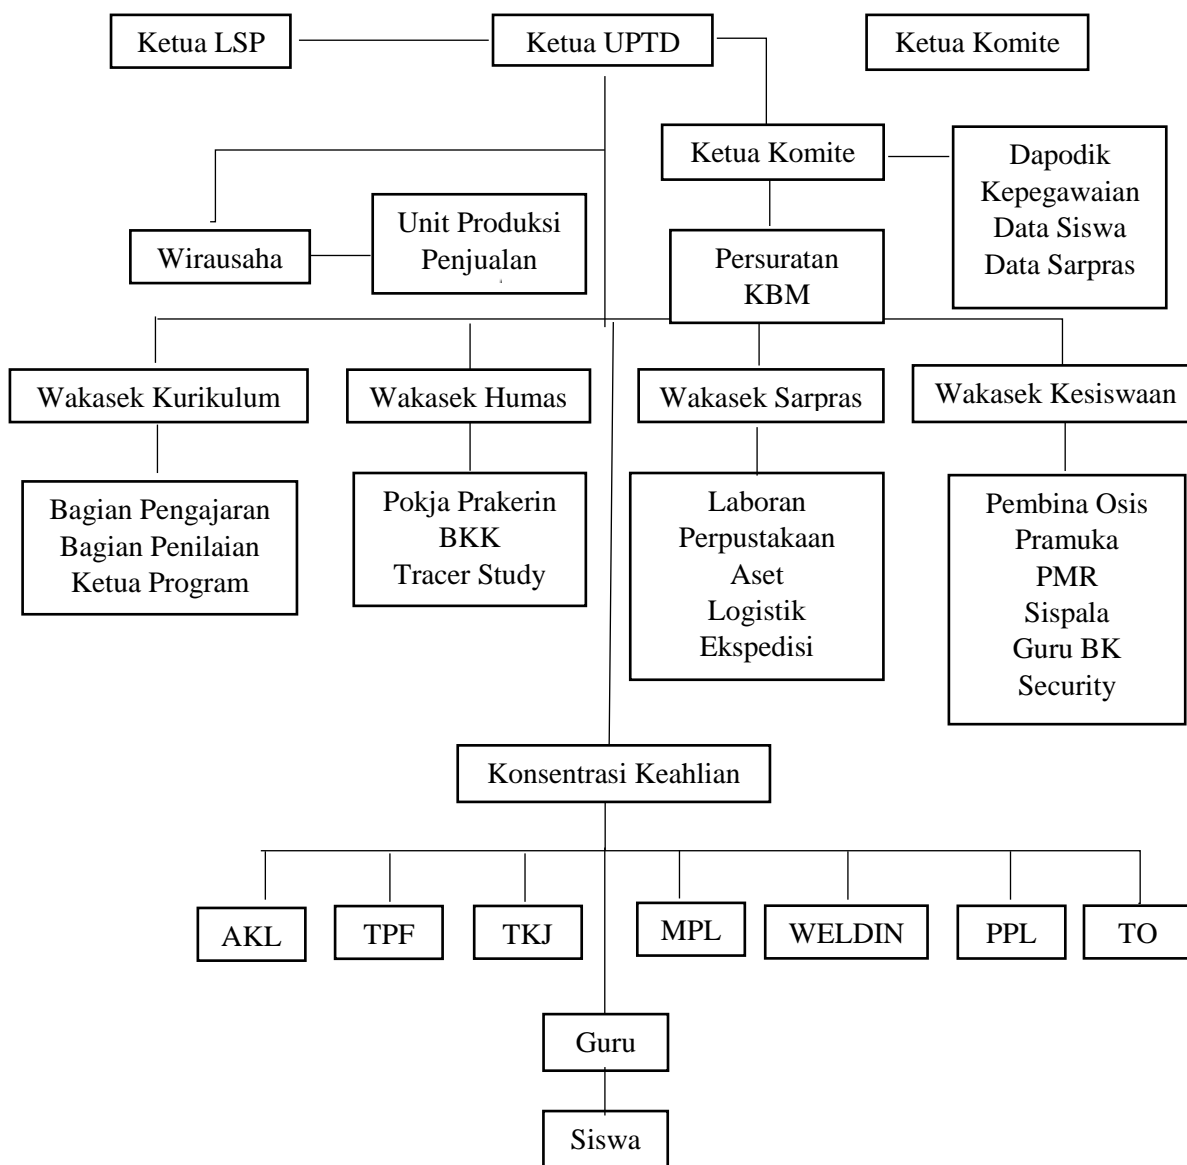 Ketua LSP
Ketua UPTD
Ketua Komite
Ketua Komite
Dapodik
Kepegawaian
Data Siswa
Data Sarpras
Wirausaha
Unit Produksi
Penjualan
Persuratan
KBM
Wakasek Kurikulum
Wakasek Humas
Wakasek Sarpras
Wakasek Kesiswaan
Bagian Pengajaran
Bagian Penilaian
Ketua Program
Pokja Prakerin
BKK
Tracer Study
Laboran
Perpustakaan
Aset
Logistik
Ekspedisi
Pembina Osis
Pramuka
PMR
Sispala
Guru BK
Security
Konsentrasi Keahlian
AKL
TPF
TKJ
MPL
WELDIN
PPL
TO
Guru
Siswa